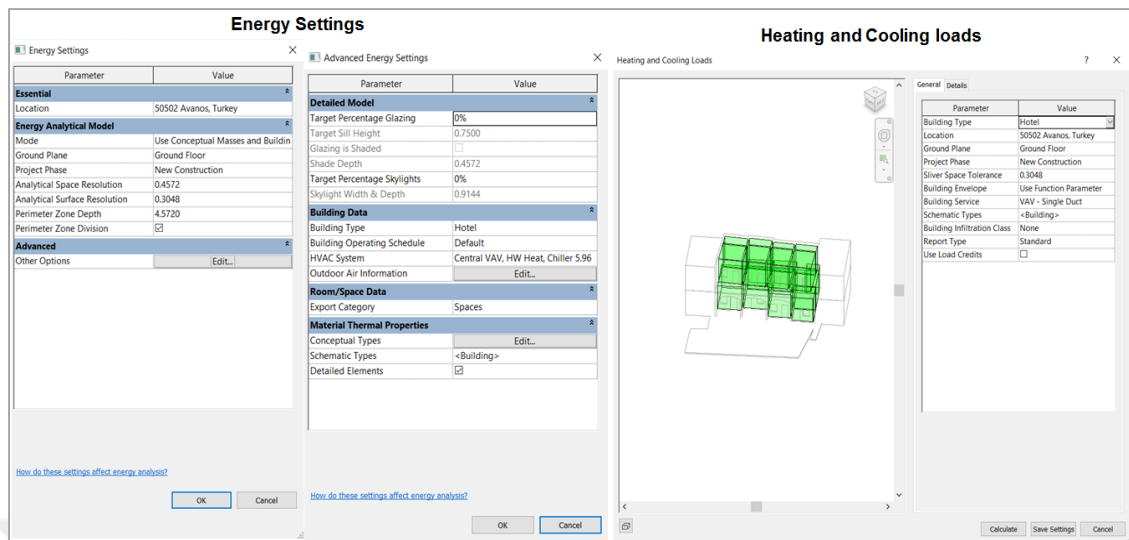 Energy Settings
Heating and Cooling loads
Energy Settings
Parameter Value
Essential
Location 50502 Avanos, Turkey
Energy Analytical Model
Mode Use Conceptual Masses and Buildin
Ground Plane Ground Floor
Project Phase New Construction
Analytical Space Resolution 0.4572
Analytical Surface Resolution 0.3048
Perimeter Zone Depth 4.5720
Perimeter Zone Division
Advanced
Other Options Edit...
How do these settings affect energy analysis?
OK Cancel
Advanced Energy Settings
Parameter Value
Detailed Model
Target Percentage Glazing 0%
Target Sill Height 0.7500
Glazing is Shaded
Shade Depth 0.4572
Target Percentage Skylights 0%
Skylight Width & Depth 0.9144
Building Data
Building Type Hotel
Building Operating Schedule Default
HVAC System Central VAV, HW Heat, Chiller 5.96
Outdoor Air Information Edit...
Room/Space Data
Export Category Spaces
Material Thermal Properties
Conceptual Types Edit...
Schematic Types <Building>
Detailed Elements
How do these settings affect energy analysis?
OK Cancel
Heating and Cooling Loads ?
General Details
Parameter Value
Building Type Hotel
Location 50502 Avanos, Turkey
Ground Plane Ground Floor
Project Phase New Construction
Sliver Space Tolerance 0.3048
Building Envelope Use Function Parameter
Building Service VAV - Single Duct
Schematic Types <Building>
Building Infiltration Class None
Report Type Standard
Use Load Credits
Calculate Save Settings Cancel